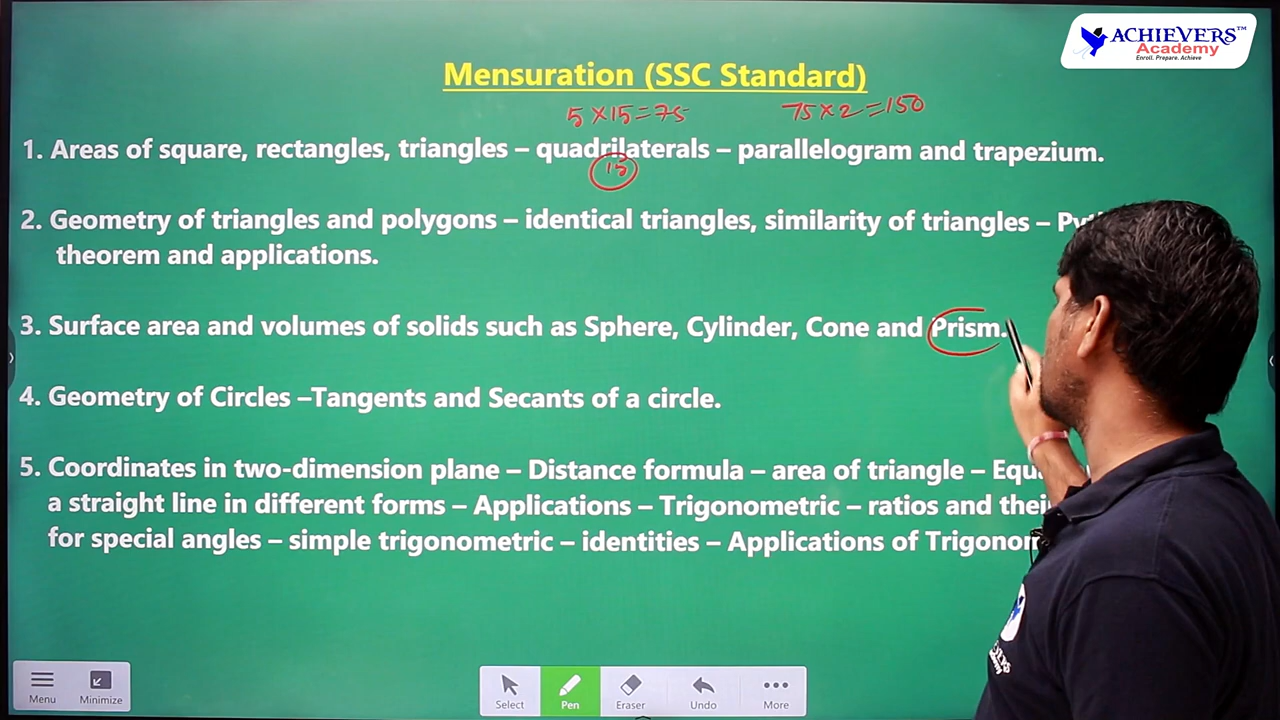 ACHIEVERS™
Academy
Enroll. Prepare. Achieve
Mensuration (SSC Standard)
5 × 15 = 75 75 × 2 = 150
1. Areas of square, rectangles, triangles – quadrilaterals – parallelogram and trapezium.
15
2. Geometry of triangles and polygons – identical triangles, similarity of triangles –
theorem and applications.
3. Surface area and volumes of solids such as Sphere, Cylinder, Cone and Prism.
4. Geometry of Circles –Tangents and Secants of a circle.
5. Coordinates in two-dimension plane – Distance formula – area of triangle –
a straight line in different forms – Applications – Trigonometric – ratios and
for special angles – simple trigonometric – identities – Applications of
Menu Minimize Select Pen Eraser Undo More